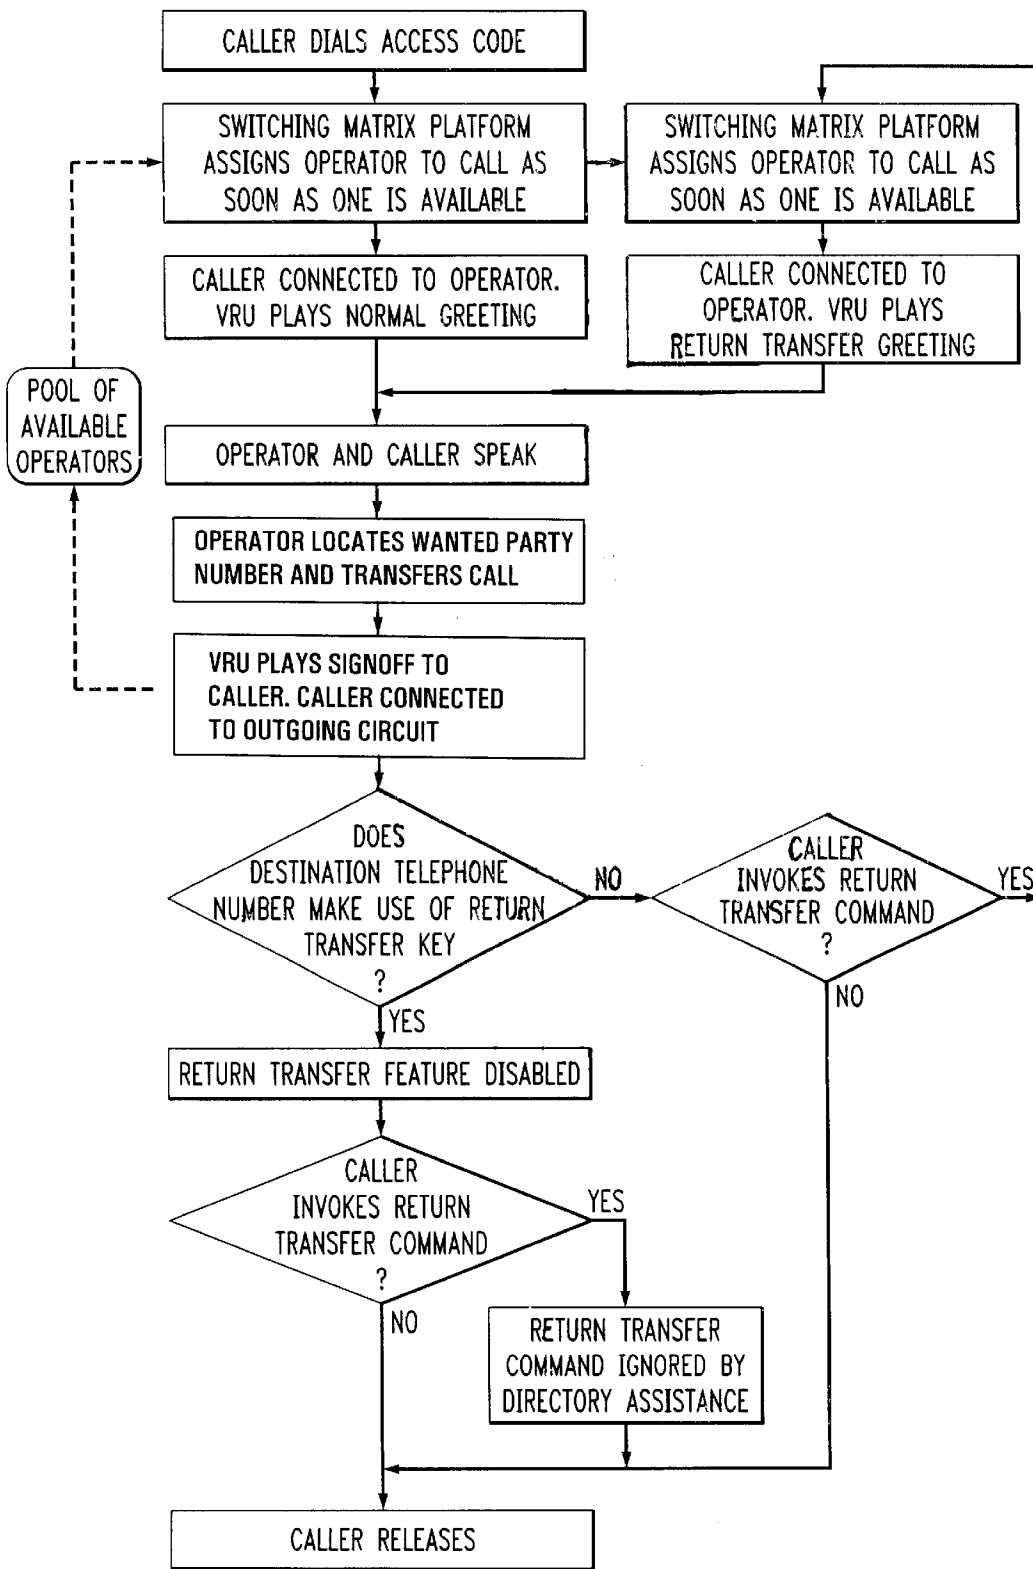 CALLER DIALS ACCESS CODE
SWITCHING MATRIX PLATFORM
ASSIGNS OPERATOR TO CALL AS
SOON AS ONE IS AVAILABLE
SWITCHING MATRIX PLATFORM
ASSIGNS OPERATOR TO CALL AS
SOON AS ONE IS AVAILABLE
CALLER CONNECTED TO OPERATOR.
VRU PLAYS NORMAL GREETING
CALLER CONNECTED TO
OPERATOR. VRU PLAYS
RETURN TRANSFER GREETING
POOL OF
AVAILABLE
OPERATORS
OPERATOR AND CALLER SPEAK
OPERATOR LOCATES WANTED PARTY
NUMBER AND TRANSFERS CALL
VRU PLAYS SIGNOFF TO
CALLER. CALLER CONNECTED
TO OUTGOING CIRCUIT
DOES
DESTINATION TELEPHONE
NUMBER MAKE USE OF RETURN
TRANSFER KEY
?
NO
CALLER
INVOKES RETURN
TRANSFER COMMAND
?
YES
NO
YES
RETURN TRANSFER FEATURE DISABLED
CALLER
INVOKES RETURN
TRANSFER COMMAND
?
YES
NO
RETURN TRANSFER
COMMAND IGNORED BY
DIRECTORY ASSISTANCE
CALLER RELEASES